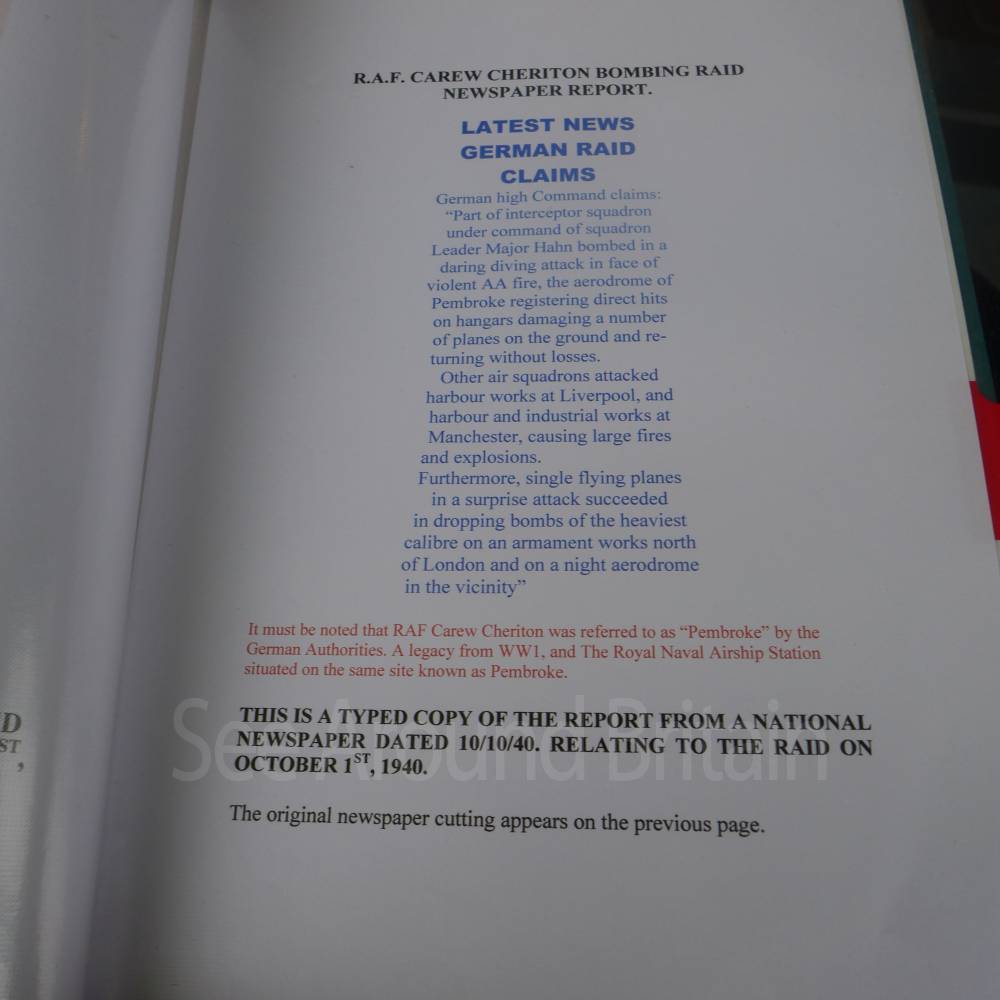 R.A.F. CAREW CHERITON BOMBING RAID
NEWSPAPER REPORT.
LATEST NEWS
GERMAN RAID
CLAIMS
German high Command claims:
“Part of interceptor squadron
under command of squadron
Leader Major Hahn bombed in a
daring diving attack in face of
violent AA fire, the aerodrome of
Pembroke registering direct hits
on hangars damaging a number
of planes on the ground and re-
turning without losses.
Other air squadrons attacked
harbour works at Liverpool, and
harbour and industrial works at
Manchester, causing large fires
and explosions.
Furthermore, single flying planes
in a surprise attack succeeded
in dropping bombs of the heaviest
calibre on an armament works north
of London and on a night aerodrome
in the vicinity”
It must be noted that RAF Carew Cheriton was referred to as “Pembroke” by the
German Authorities. A legacy from WW1, and The Royal Naval Airship Station
situated on the same site known as Pembroke.
THIS IS A TYPED COPY OF THE REPORT FROM A NATIONAL
NEWSPAPER DATED 10/10/40. RELATING TO THE RAID ON
OCTOBER 1ST, 1940.
The original newspaper cutting appears on the previous page.
D
ST
,
See Around Britain